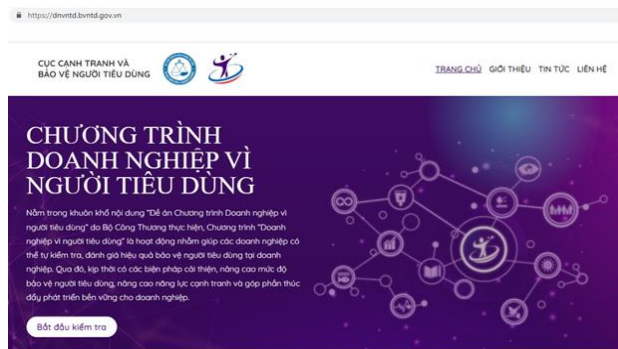 https://dnvntd.bvntd.gov.vn
CỤC CẠNH TRANH VÀ
BẢO VỆ NGƯỜI TIÊU DÙNG
TRANG CHỦ GIỚI THIỆU TIN TỨC LIÊN HỆ
CHƯƠNG TRÌNH
DOANH NGHIỆP VÌ
NGƯỜI TIÊU DÙNG
Nằm trong khuôn khổ nội dung “Đề án Chương trình Doanh nghiệp vì
người tiêu dùng” do Bộ Công Thương thực hiện, Chương trình “Doanh
nghiệp vì người tiêu dùng” là hoạt động nhằm giúp các doanh nghiệp có
thể tự kiểm tra, đánh giá hiệu quả bảo vệ người tiêu dùng tại doanh
nghiệp. Qua đó, kịp thời có các biện pháp cải thiện, nâng cao mức độ
bảo vệ người tiêu dùng, nâng cao năng lực cạnh tranh và góp phần thúc
đẩy phát triển bền vững cho doanh nghiệp.
Bắt đầu kiểm tra